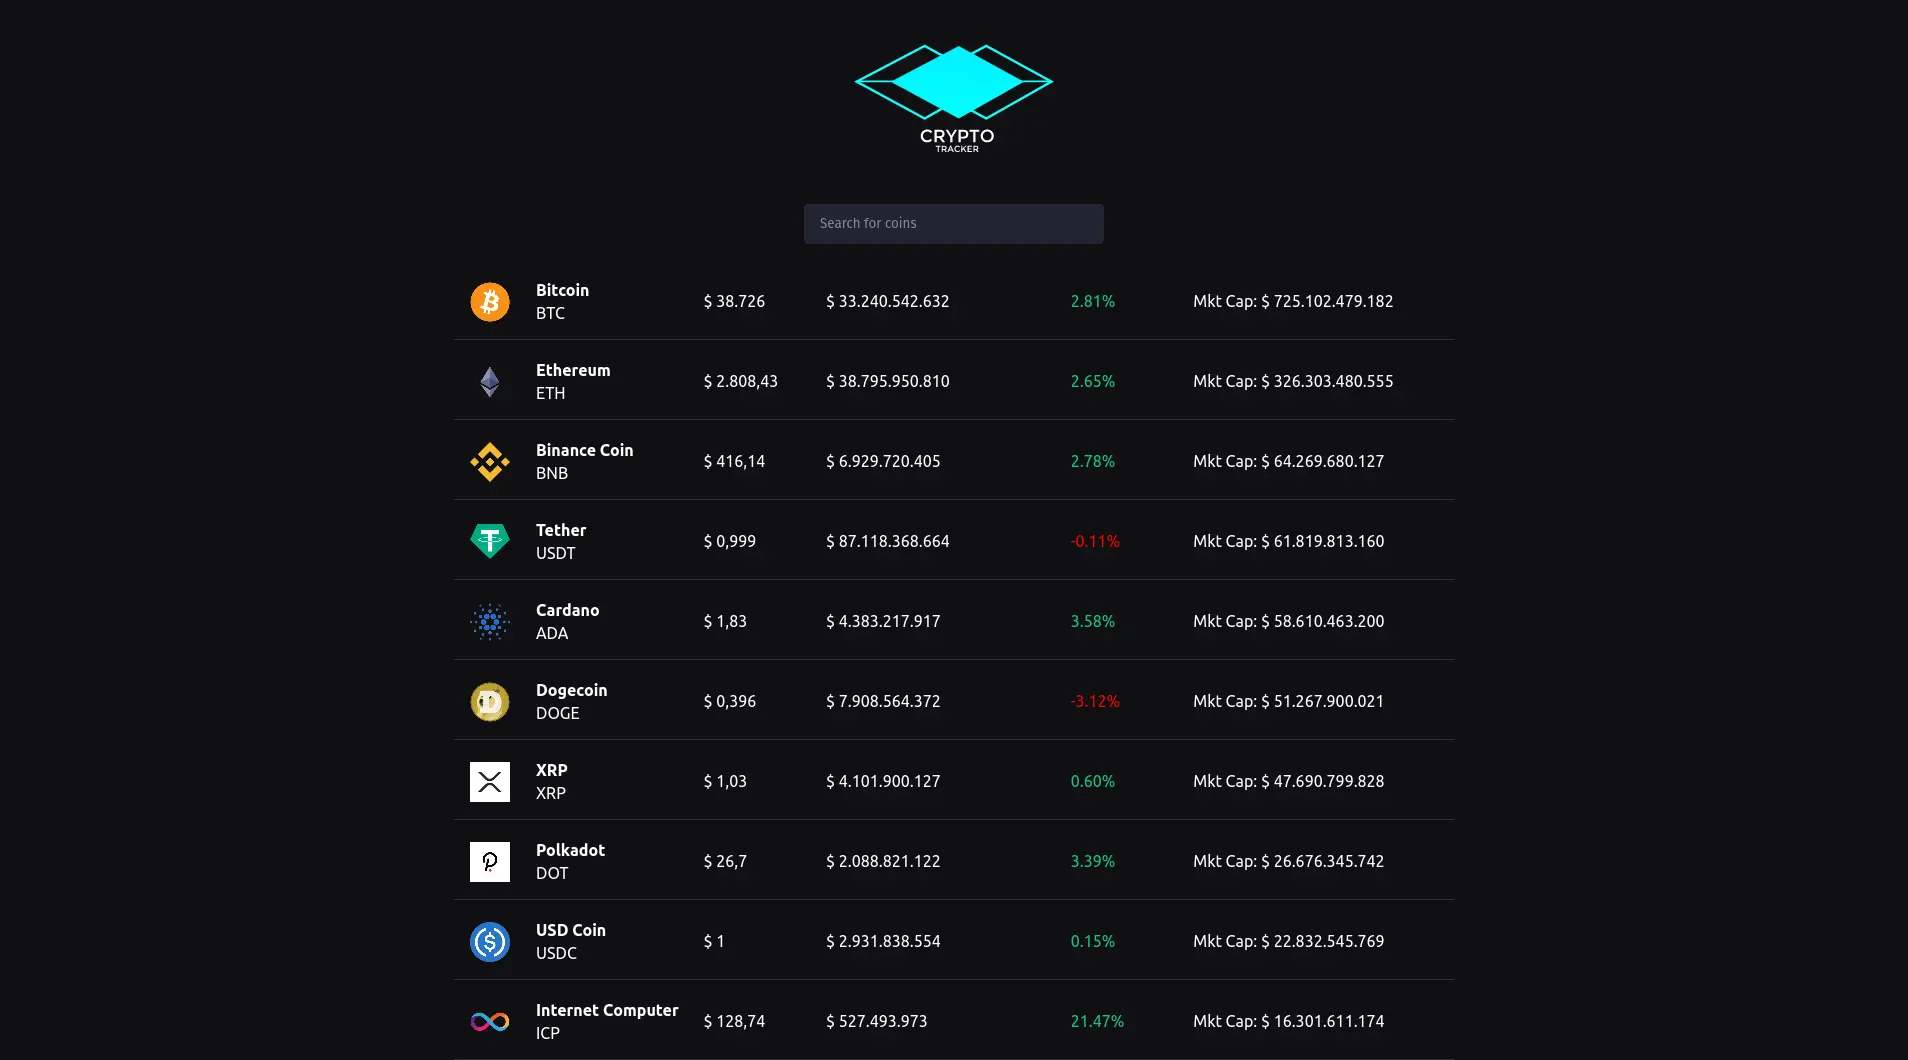 CRYPTO
TRACKER
Search for coins
Bitcoin
BTC
$ 38.726
$ 33.240.542.632
2.81%
Mkt Cap: $ 725.102.479.182
Ethereum
ETH
$ 2.808,43
$ 38.795.950.810
2.65%
Mkt Cap: $ 326.303.480.555
Binance Coin
BNB
$ 416,14
$ 6.929.720.405
2.78%
Mkt Cap: $ 64.269.680.127
Tether
USDT
$ 0,999
$ 87.118.368.664
-0.11%
Mkt Cap: $ 61.819.813.160
Cardano
ADA
$ 1,83
$ 4.383.217.917
3.58%
Mkt Cap: $ 58.610.463.200
Dogecoin
DOGE
$ 0,396
$ 7.908.564.372
-3.12%
Mkt Cap: $ 51.267.900.021
XRP
XRP
$ 1,03
$ 4.101.900.127
0.60%
Mkt Cap: $ 47.690.799.828
Polkadot
DOT
$ 26,7
$ 2.088.821.122
3.39%
Mkt Cap: $ 26.676.345.742
USD Coin
USDC
$ 1
$ 2.931.838.554
0.15%
Mkt Cap: $ 22.832.545.769
Internet Computer
ICP
$ 128,74
$ 527.493.973
21.47%
Mkt Cap: $ 16.301.611.174